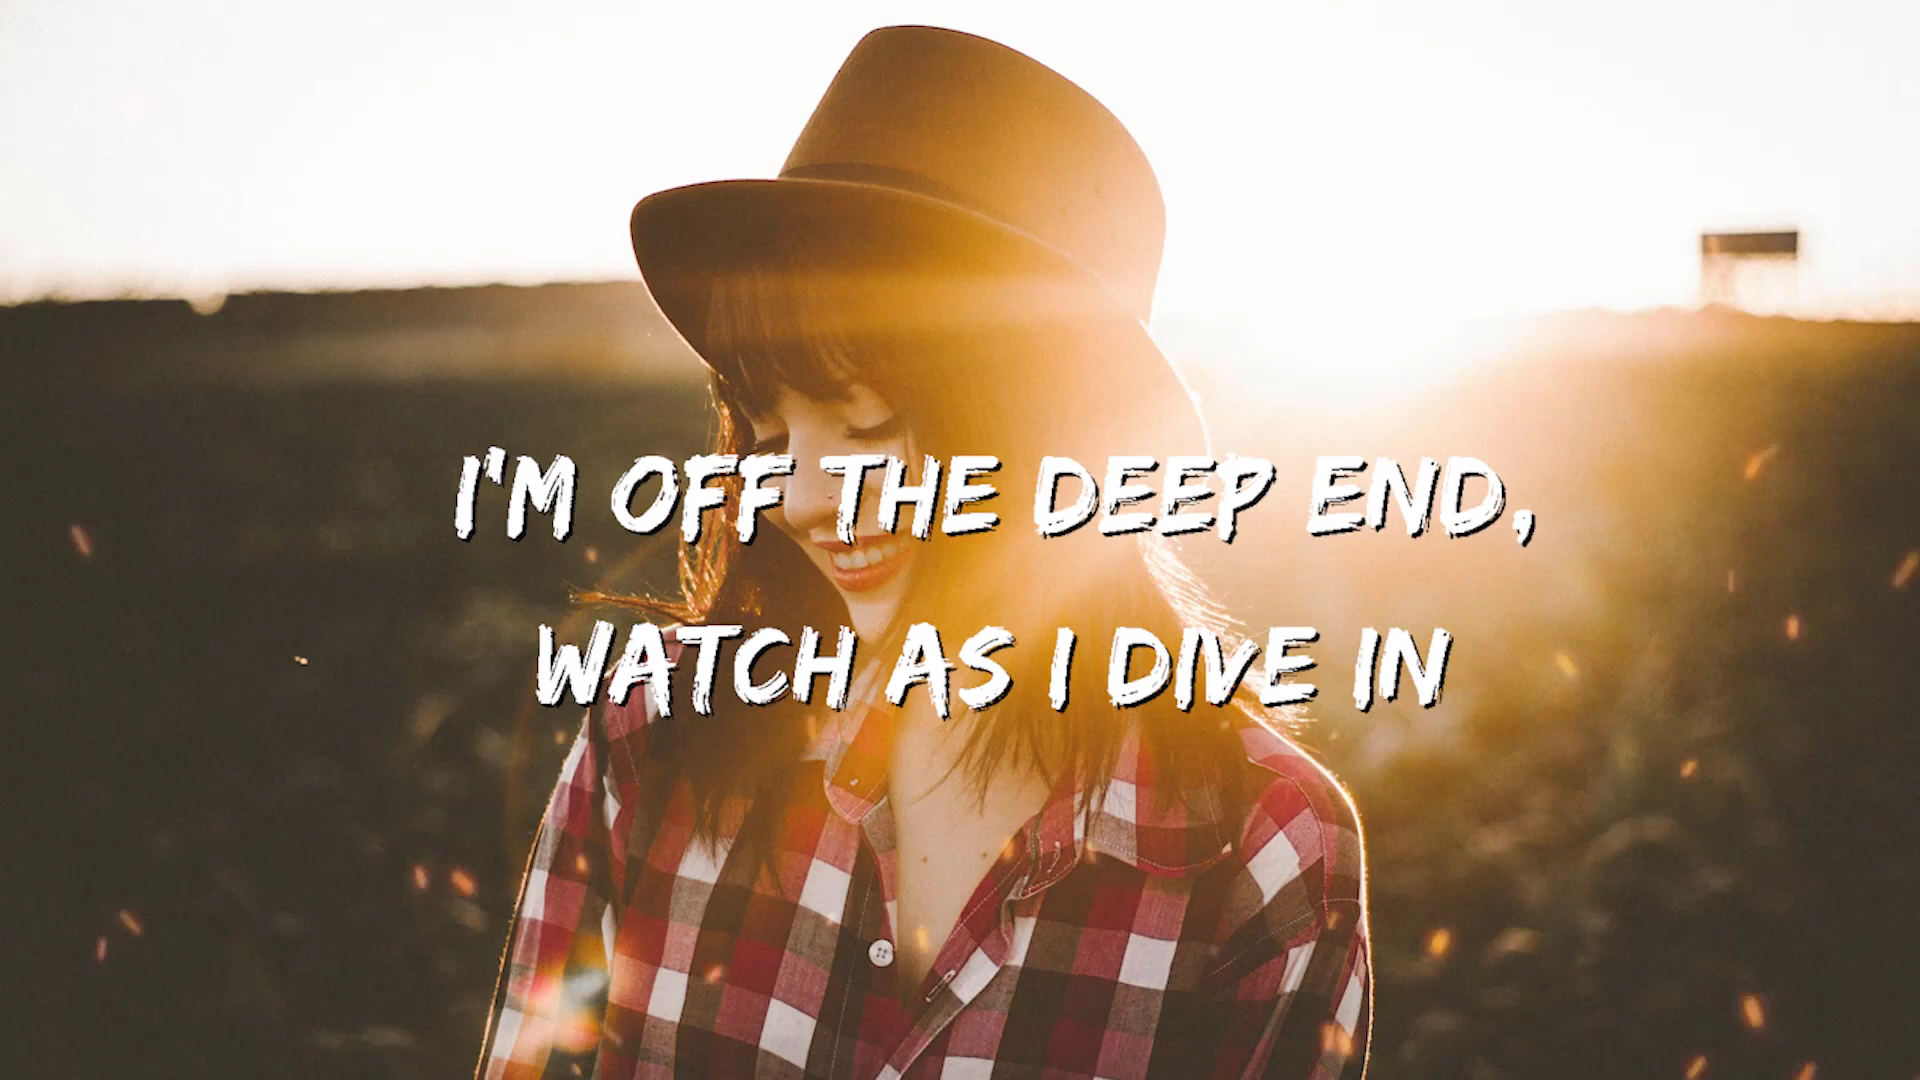 I'M OFF THE DEEP END,
WATCH AS I DIVE IN